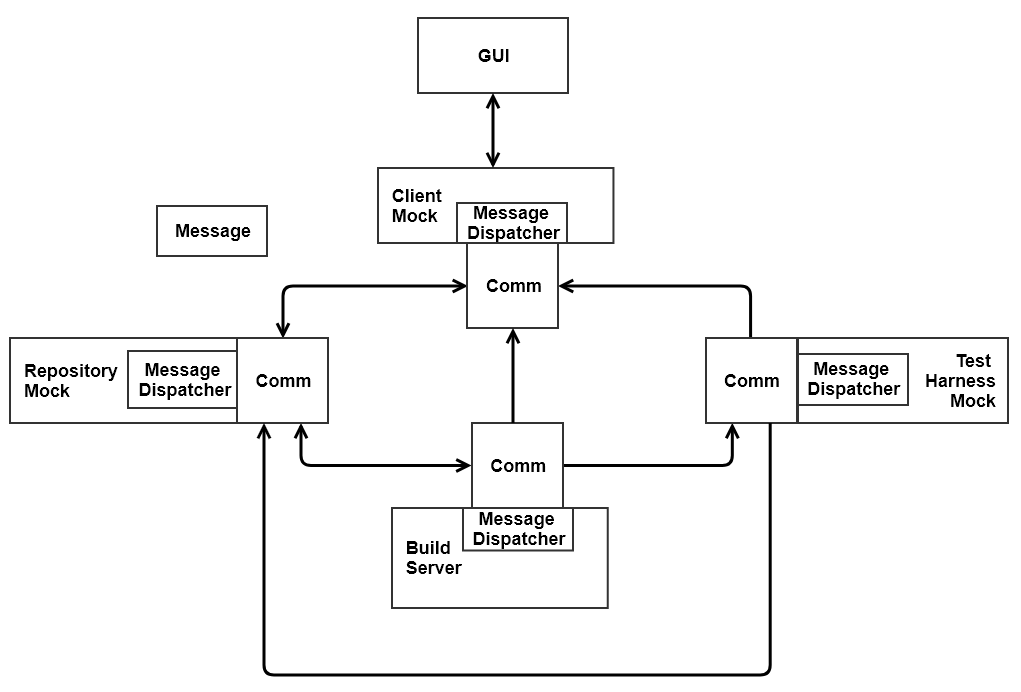 GUI
Client
Mock
Message
Dispatcher
Message
Comm
Repository
Mock
Message
Dispatcher
Comm
Comm
Message
Dispatcher
Test
Harness
Mock
Comm
Message
Dispatcher
Build
Server